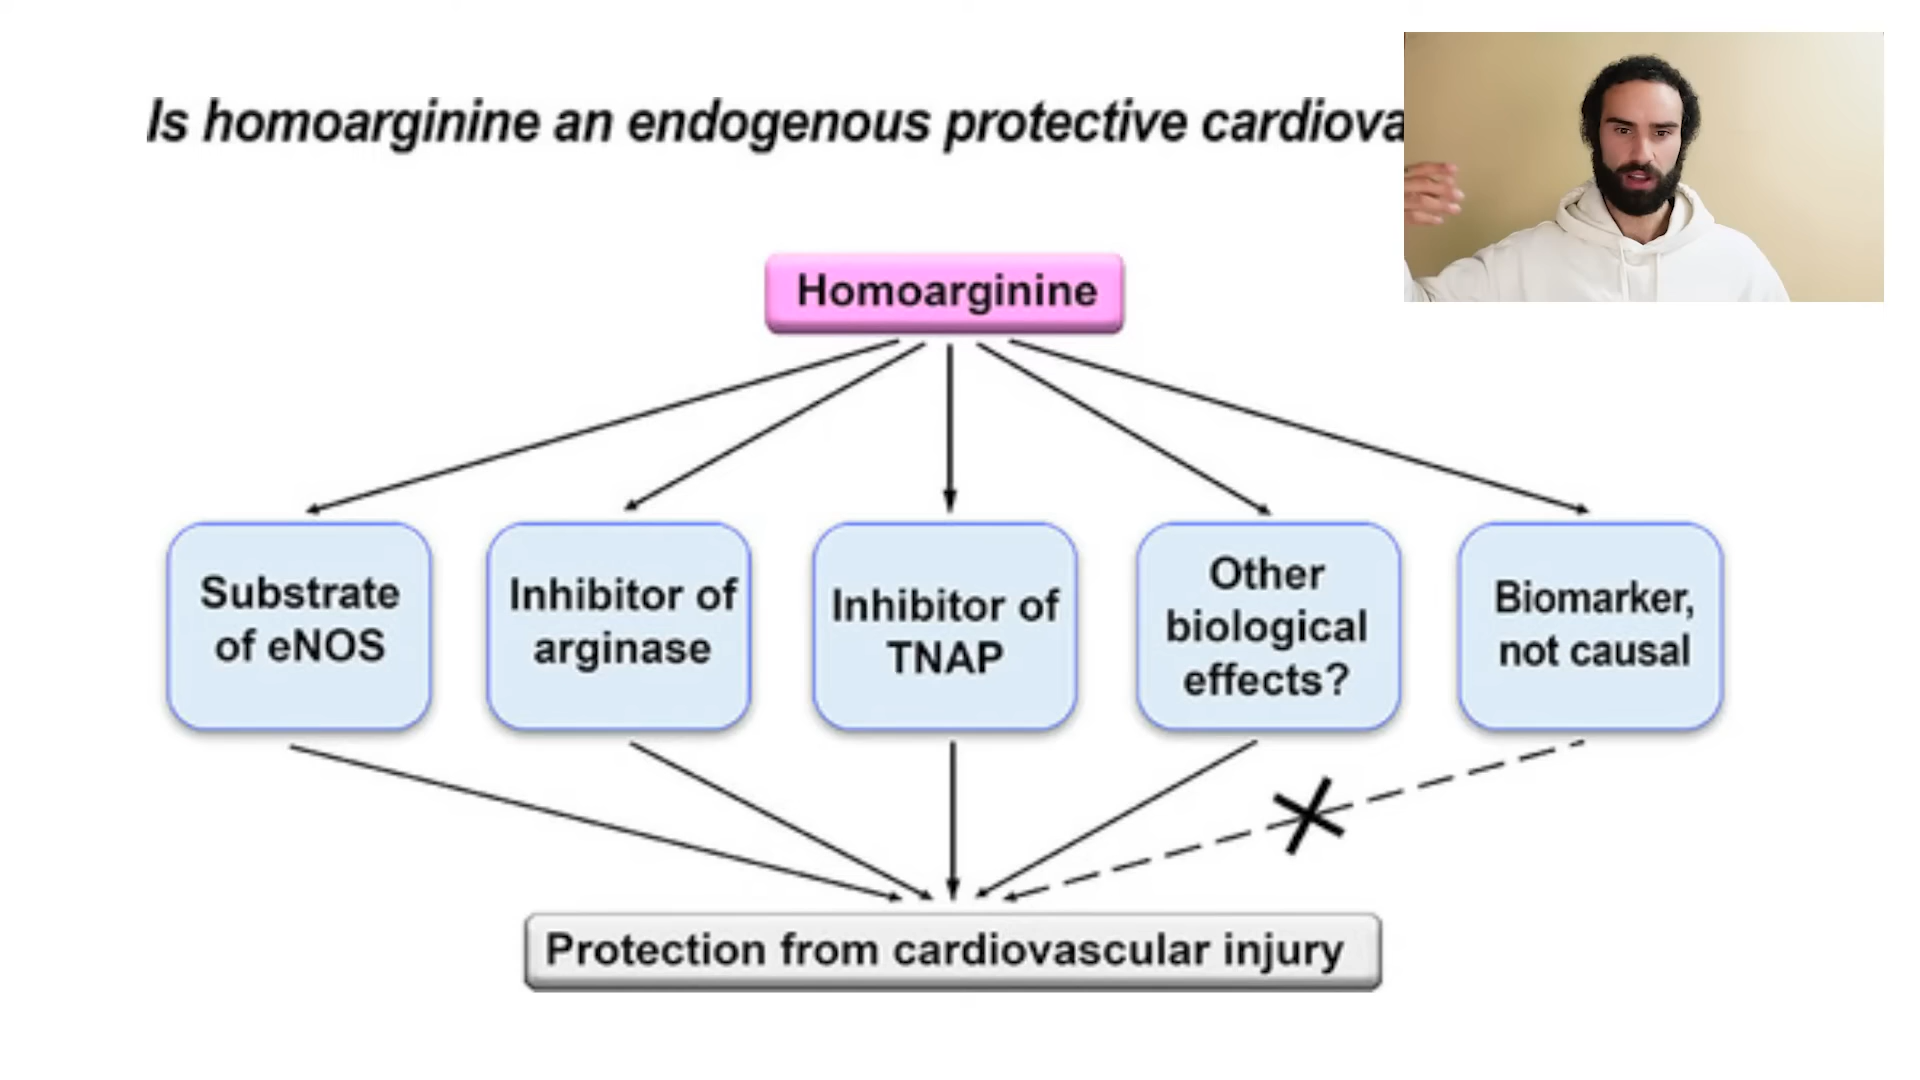 Is homoarginine an endogenous protective cardiova
Homoarginine
Substrate
of eNOS
Inhibitor of
arginase
Inhibitor of
TNAP
Other
biological
effects?
Biomarker,
not causal
Protection from cardiovascular injury